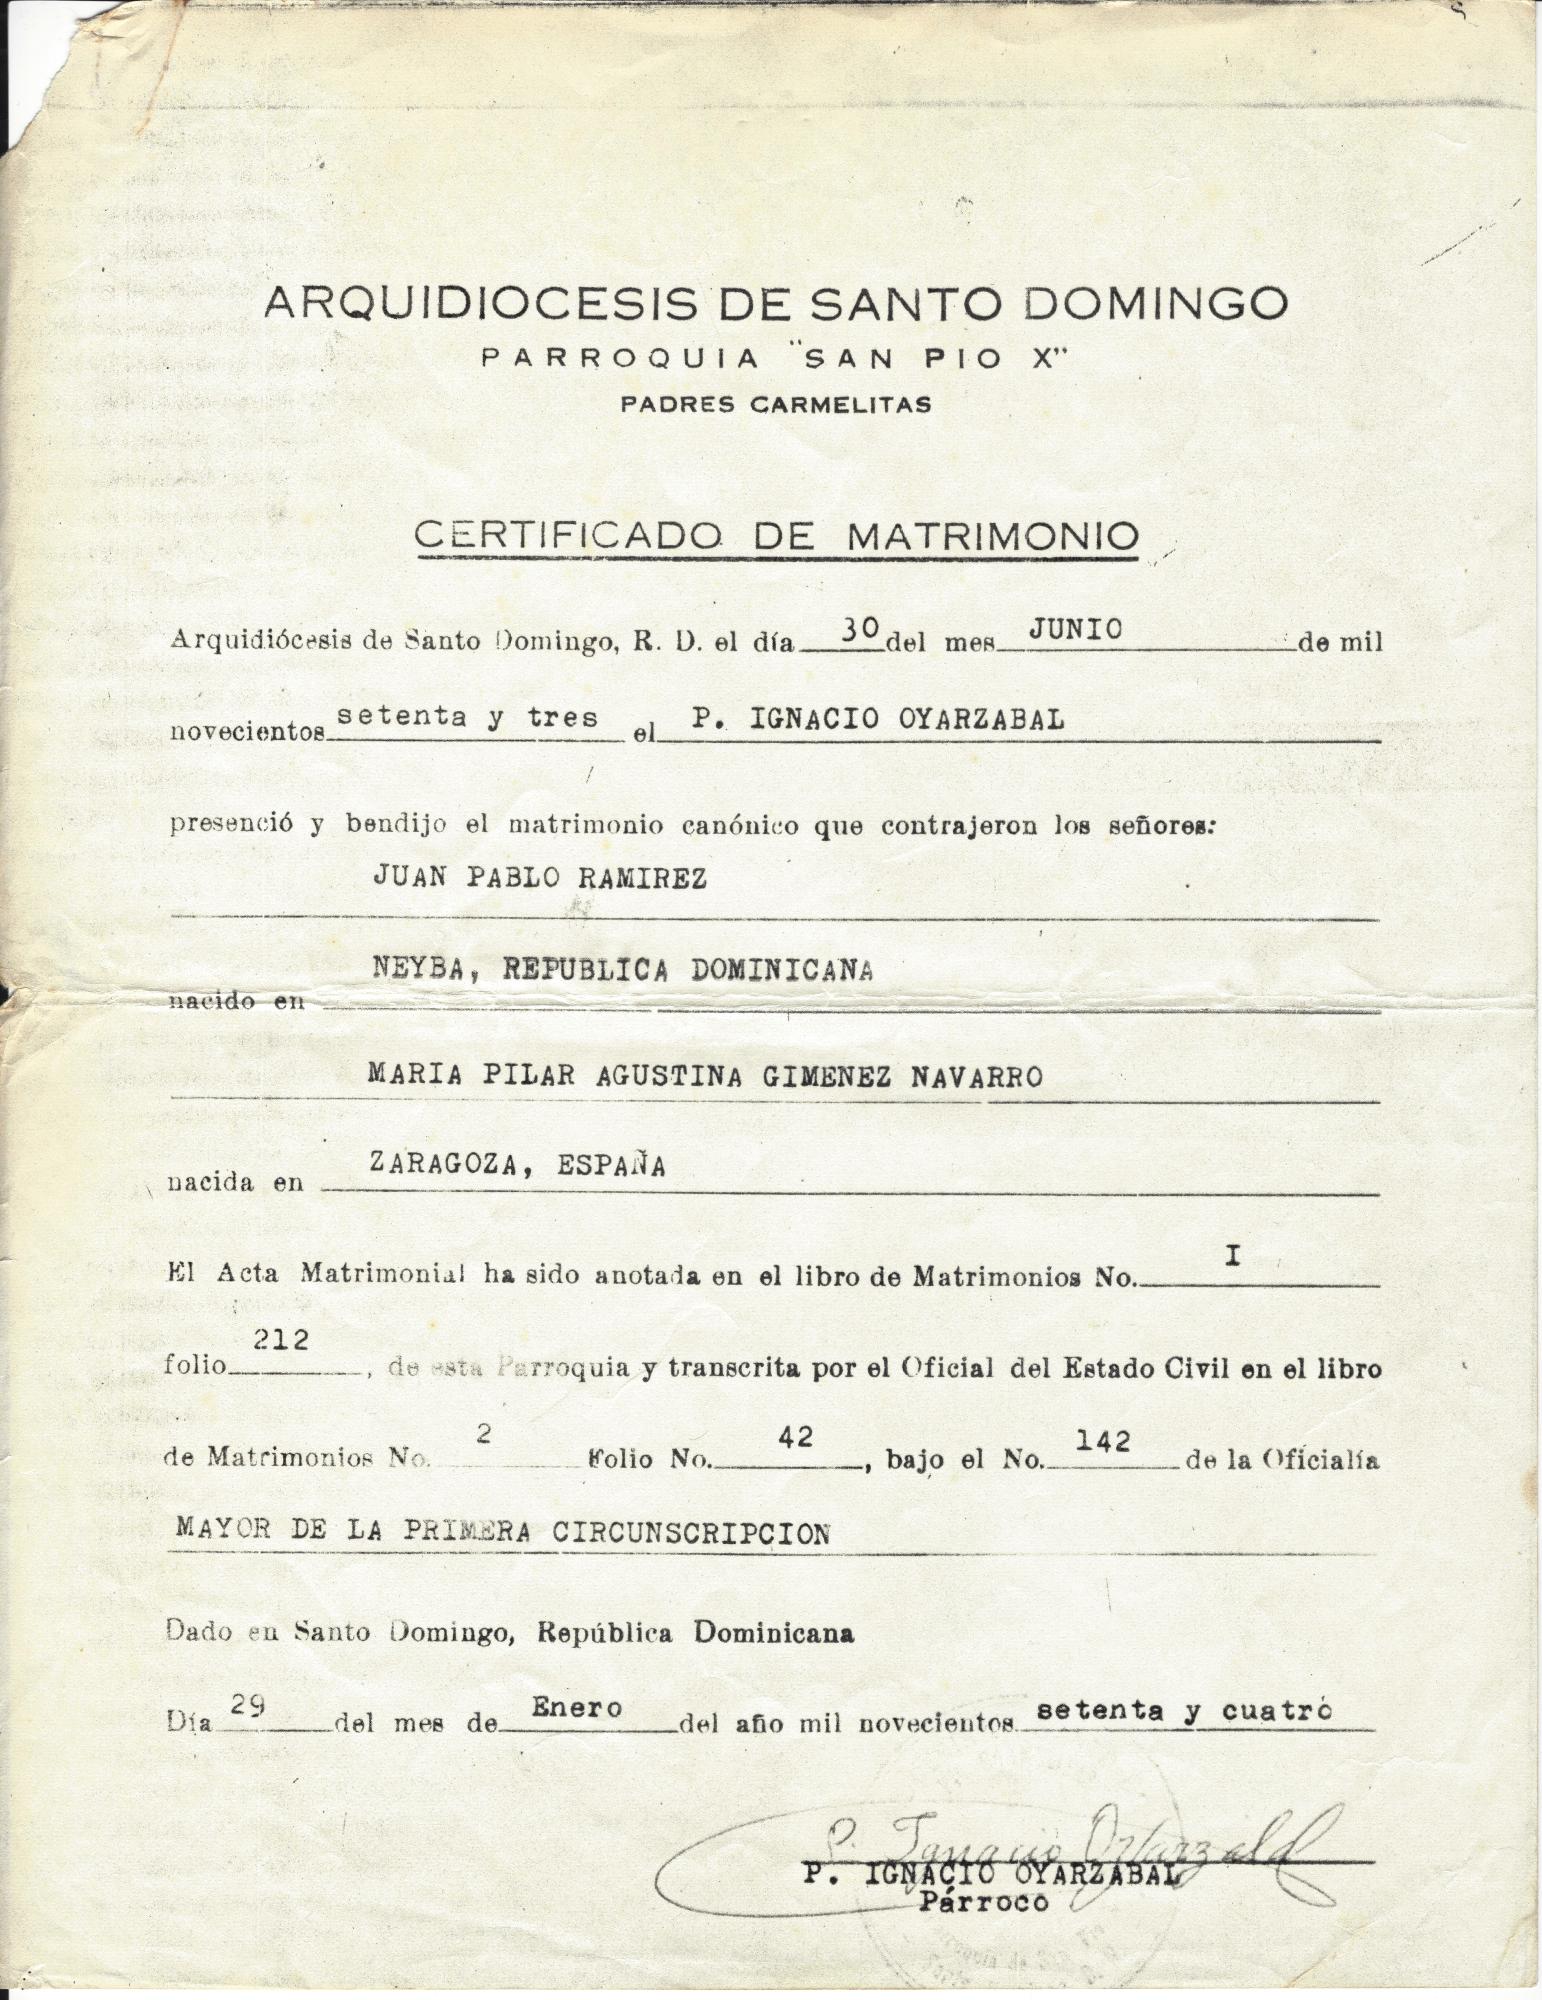 ARQUIDIOCESIS DE SANTO DOMINGO
PARROQUIA "SAN PIO X"
PADRES CARMELITAS
CERTIFICADO DE MATRIMONIO
Arquidiócesis de Santo Domingo, R. D. el día 30 del mes JUNIO de mil
novecientos setenta y tres el P. IGNACIO OYARZABAL
presenció y bendijo el matrimonio canónico que contrajeron los señores:
JUAN PABLO RAMIREZ
NEYBA, REPUBLICA DOMINICANA
nacido en
MARIA PILAR AGUSTINA GIMENEZ NAVARRO
ZARAGOZA, ESPAÑA
nacida en
El Acta Matrimonial ha sido anotada en el libro de Matrimonios No. I
folio 212, de esta Parroquia y transcrita por el Oficial del Estado Civil en el libro
de Matrimonios No. 2 Folio No. 42, bajo el No. 142 de la Oficialía
MAYOR DE LA PRIMERA CIRCUNSCRIPCION
Dado en Santo Domingo, República Dominicana
Día 29 del mes de Enero del año mil novecientos setenta y cuatro
P. Ignacio Oyarzabal
P. IGNACIO OYARZABAL
Párroco